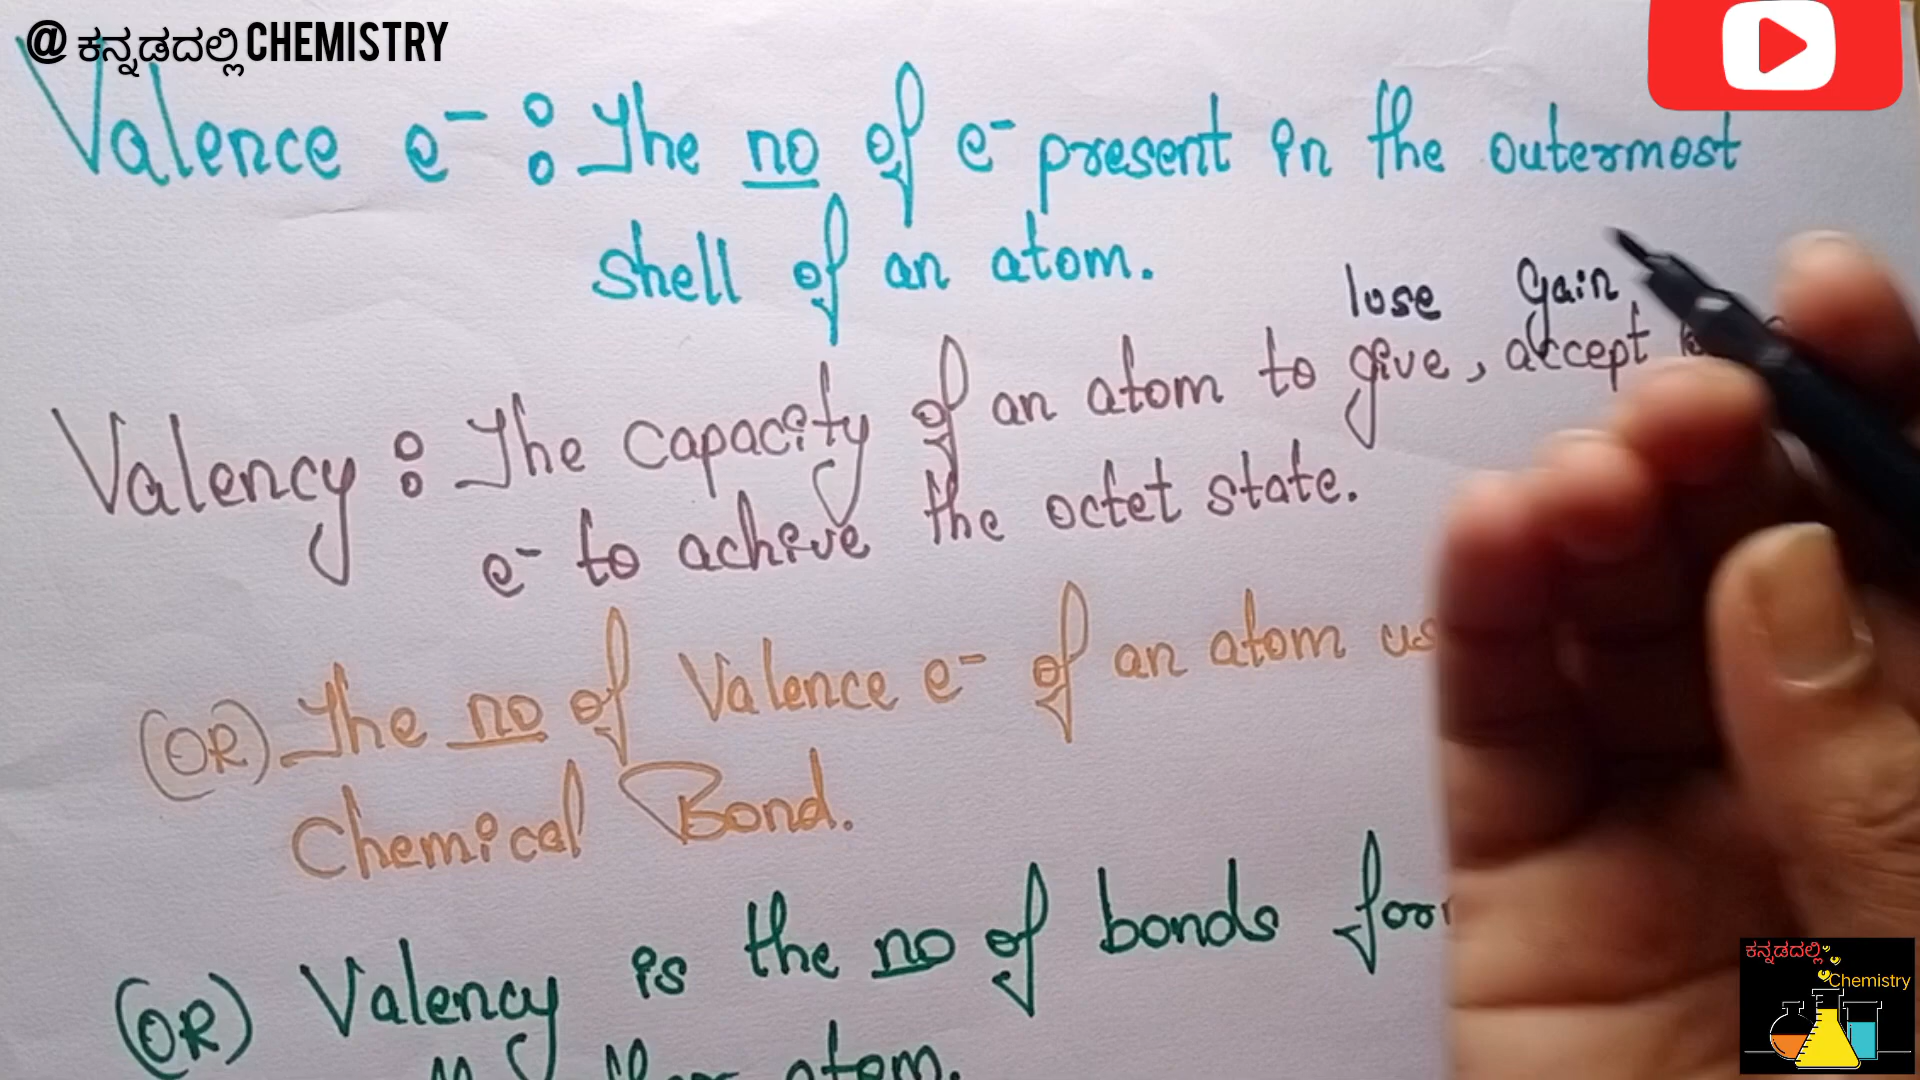 @ ಕನ್ನಡದಲ್ಲಿ CHEMISTRY
Valence e⁻ : The no of e⁻ present in the outermost
shell of an atom.
lose gain
Valency : The capacity of an atom to give, accept
e⁻ to achive the octet state.
(OR) The no of Valence e⁻ of an atom
Chemical Bond.
(OR) Valency is the no of bonds
atom.
ಕನ್ನಡದಲ್ಲಿ
Chemistry